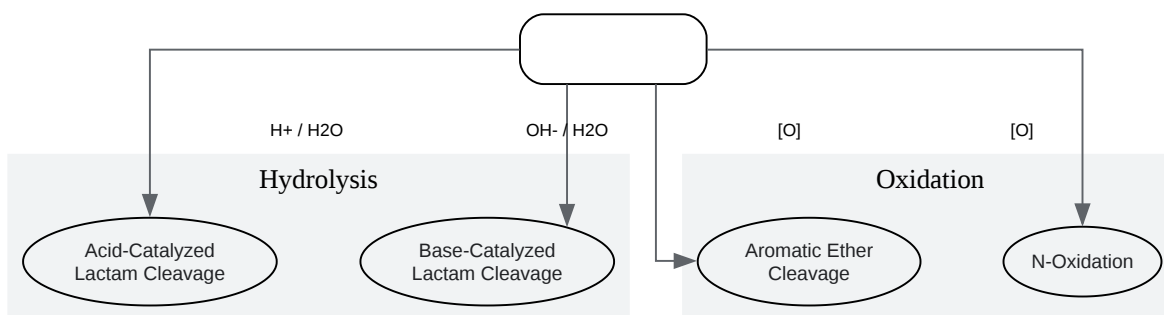 H+ / H2O
OH- / H2O
[O]
[O]
Hydrolysis
Oxidation
Acid-Catalyzed
Lactam Cleavage
Base-Catalyzed
Lactam Cleavage
Aromatic Ether
Cleavage
N-Oxidation